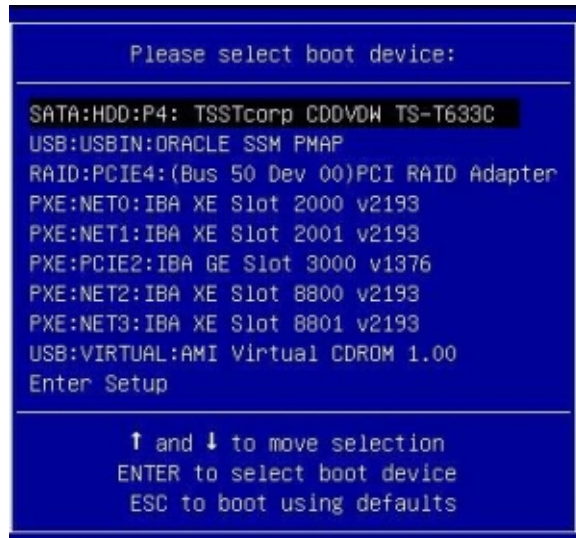 Please select boot device:
SATA:HDD:P4: TSSTcorp CDDVDW TS-T633C
USB:USBIN:ORACLE SSM PMAP
RAID:PCIE4:(Bus 50 Dev 00)PCI RAID Adapter
PXE:NET0:IBA XE Slot 2000 v2193
PXE:NET1:IBA XE Slot 2001 v2193
PXE:PCIE2:IBA GE Slot 3000 v1376
PXE:NET2:IBA XE Slot 8800 v2193
PXE:NET3:IBA XE Slot 8801 v2193
USB:VIRTUAL:AMI Virtual CDROM 1.00
Enter Setup
↑ and ↓ to move selection
ENTER to select boot device
ESC to boot using defaults